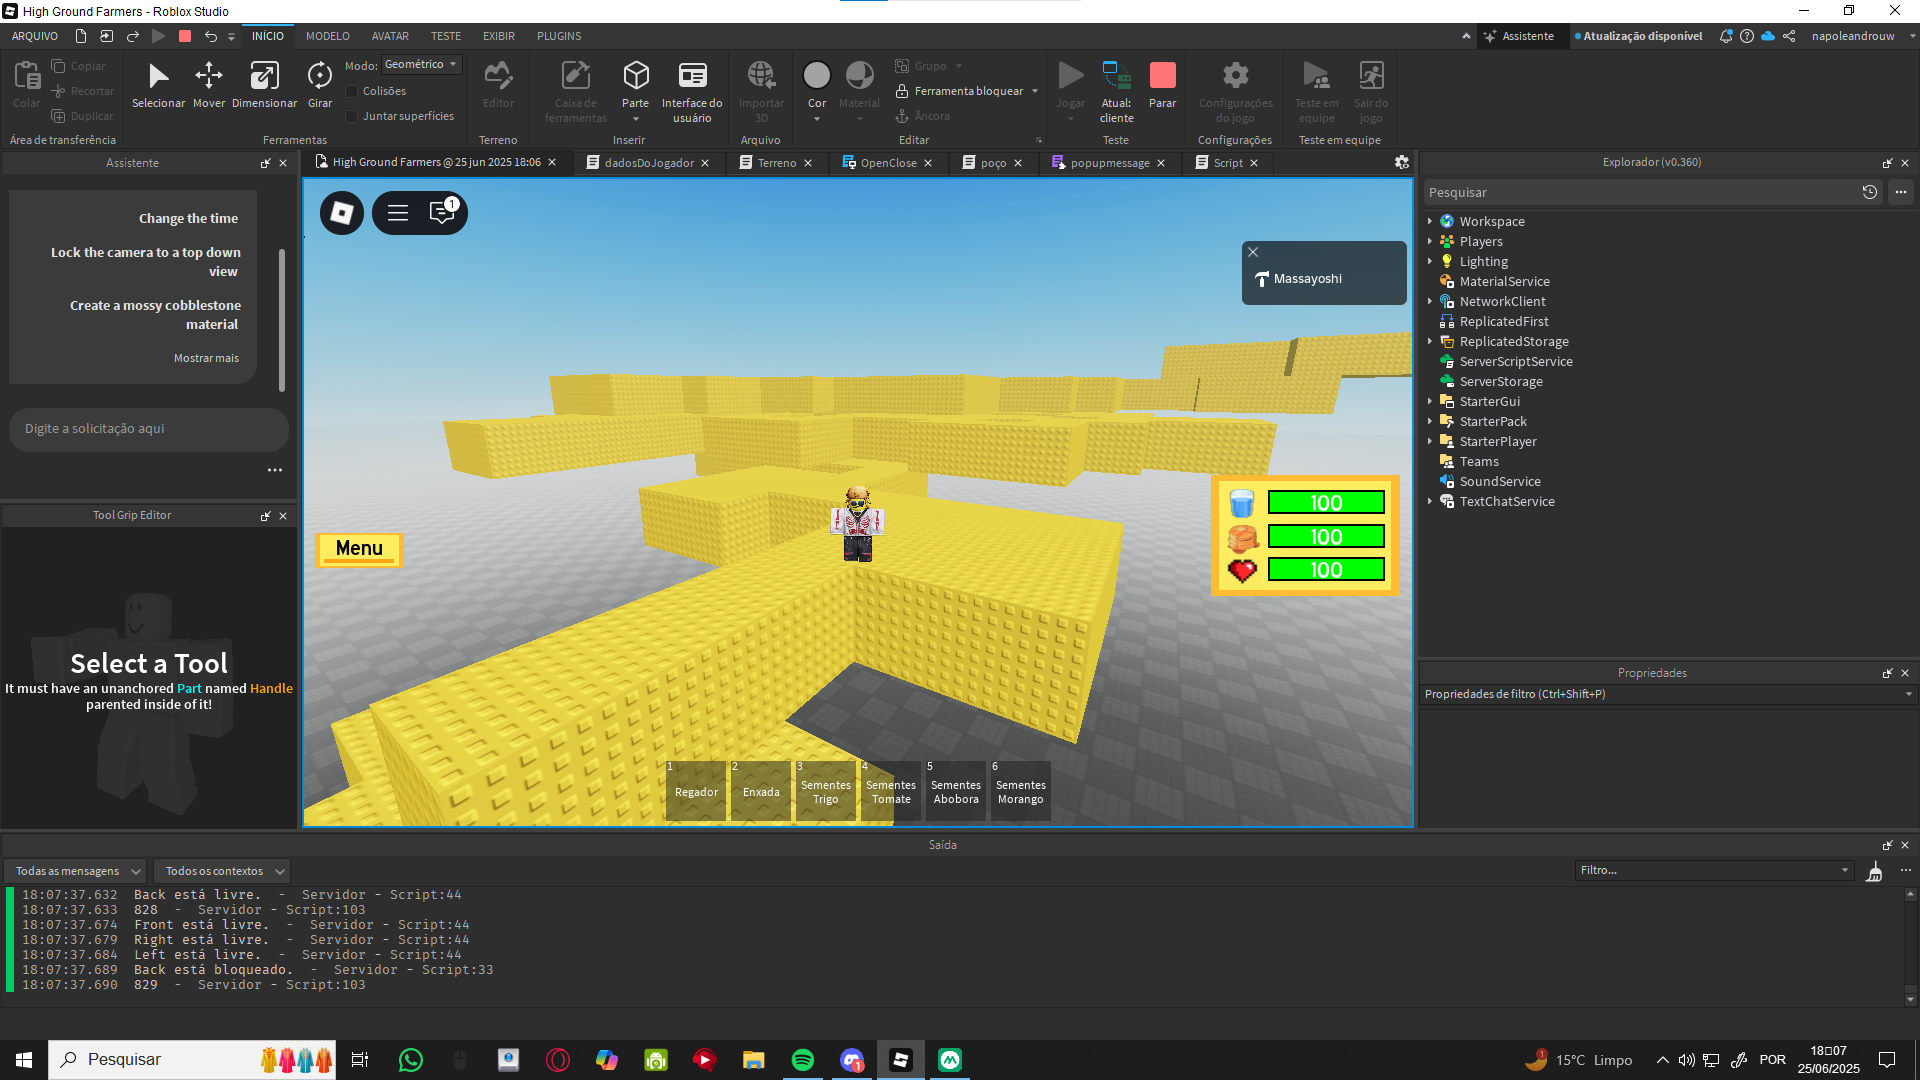 High Ground Farmers - Roblox Studio
ARQUIVO
INÍCIO
MODELO
AVATAR
TESTE
EXIBIR
PLUGINS
Assistente
Atualização disponível
napoleandrouw
Colar
Copiar
Recortar
Duplicar
Área de transferência
Selecionar
Mover
Dimensionar
Girar
Modo:
Geométrico
Colisões
Juntar superfícies
Ferramentas
Editor
Terreno
Caixa de
ferramentas
Parte
Interface do
usuário
Inserir
Importar
3D
Arquivo
Cor
Material
Grupo
Ferramenta bloquear
Âncora
Editar
Jogar
Atual:
cliente
Parar
Teste
Configurações
do jogo
Configurações
Teste em
equipe
Sair do
jogo
Teste em equipe
Assistente
High Ground Farmers @ 25 jun 2025 18:06
dadosDoJogador
Terreno
OpenClose
poço
popupmessage
Script
Explorador (v0.360)
Change the time
Lock the camera to a top down
view
Create a mossy cobblestone
material
Mostrar mais
Digite a solicitação aqui
Tool Grip Editor
Select a Tool
It must have an unanchored Part named Handle
parented inside of it!
1
Massayoshi
Menu
100
100
100
1
Regador
2
Enxada
3
Sementes
Trigo
4
Sementes
Tomate
5
Sementes
Abobora
6
Sementes
Morango
Pesquisar
Workspace
Players
Lighting
MaterialService
NetworkClient
ReplicatedFirst
ReplicatedStorage
ServerScriptService
ServerStorage
StarterGui
StarterPack
StarterPlayer
Teams
SoundService
TextChatService
Propriedades
Propriedades de filtro (Ctrl+Shift+P)
Saída
Todas as mensagens
Todos os contextos
Filtro...
18:07:37.632 Back está livre. - Servidor - Script:44
18:07:37.633 828 - Servidor - Script:103
18:07:37.674 Front está livre. - Servidor - Script:44
18:07:37.679 Right está livre. - Servidor - Script:44
18:07:37.684 Left está livre. - Servidor - Script:44
18:07:37.689 Back está bloqueado. - Servidor - Script:33
18:07:37.690 829 - Servidor - Script:103
Pesquisar
1
1
15°C Limpo
POR
18▯07
25/06/2025